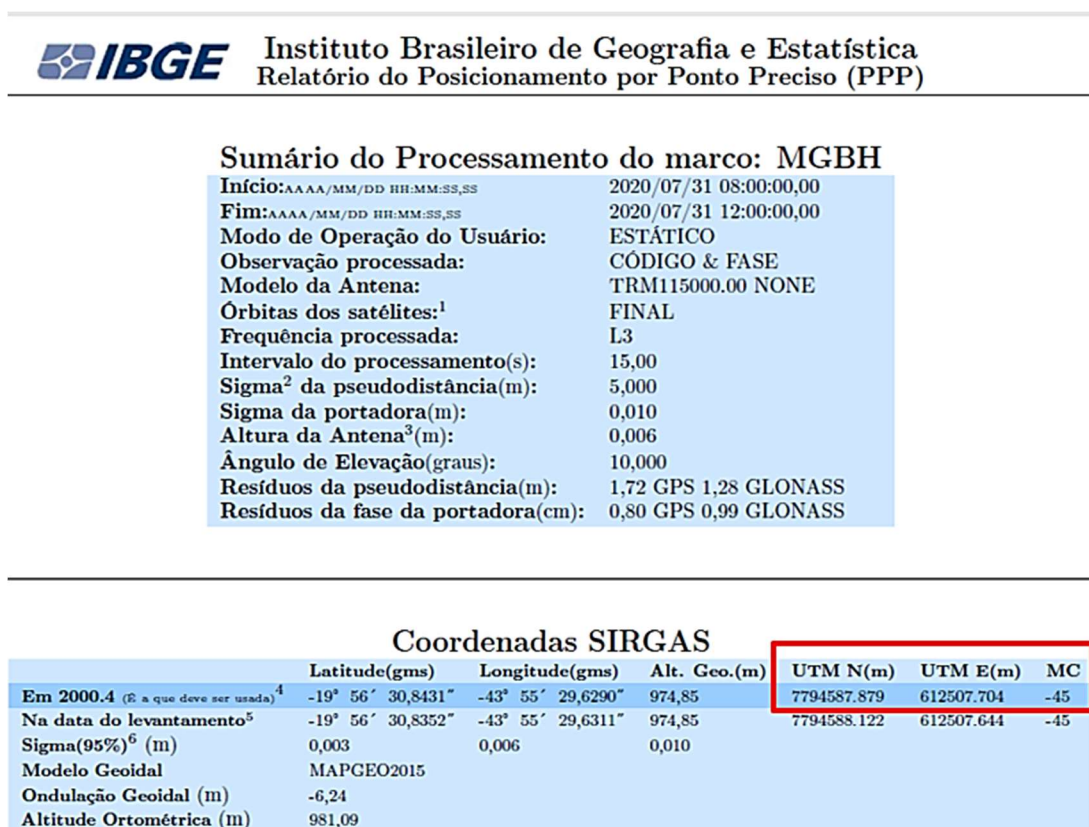 IBGE Instituto Brasileiro de Geografia e Estatística
Relatório do Posicionamento por Ponto Preciso (PPP)
Sumário do Processamento do marco: MGBH
Início:AAAA/MM/DD HH:MM:SS,SS 2020/07/31 08:00:00,00
Fim:AAAA/MM/DD HH:MM:SS,SS 2020/07/31 12:00:00,00
Modo de Operação do Usuário: ESTÁTICO
Observação processada: CÓDIGO & FASE
Modelo da Antena: TRM115000.00 NONE
Órbitas dos satélites:1 FINAL
Frequência processada: L3
Intervalo do processamento(s): 15,00
Sigma2 da pseudodistância(m): 5,000
Sigma da portadora(m): 0,010
Altura da Antena3(m): 0,006
Ângulo de Elevação(graus): 10,000
Resíduos da pseudodistância(m): 1,72 GPS 1,28 GLONASS
Resíduos da fase da portadora(cm): 0,80 GPS 0,99 GLONASS
Coordenadas SIRGAS
Latitude(gms) Longitude(gms) Alt. Geo.(m) UTM N(m) UTM E(m) MC
Em 2000.4 (É a que deve ser usada)4 -19° 56´ 30,8431″ -43° 55´ 29,6290″ 974,85 7794587.879 612507.704 -45
Na data do levantamento5 -19° 56´ 30,8352″ -43° 55´ 29,6311″ 974,85 7794588.122 612507.644 -45
Sigma(95%)6 (m) 0,003 0,006 0,010
Modelo Geoidal MAPGEO2015
Ondulação Geoidal (m) -6,24
Altitude Ortométrica (m) 981,09